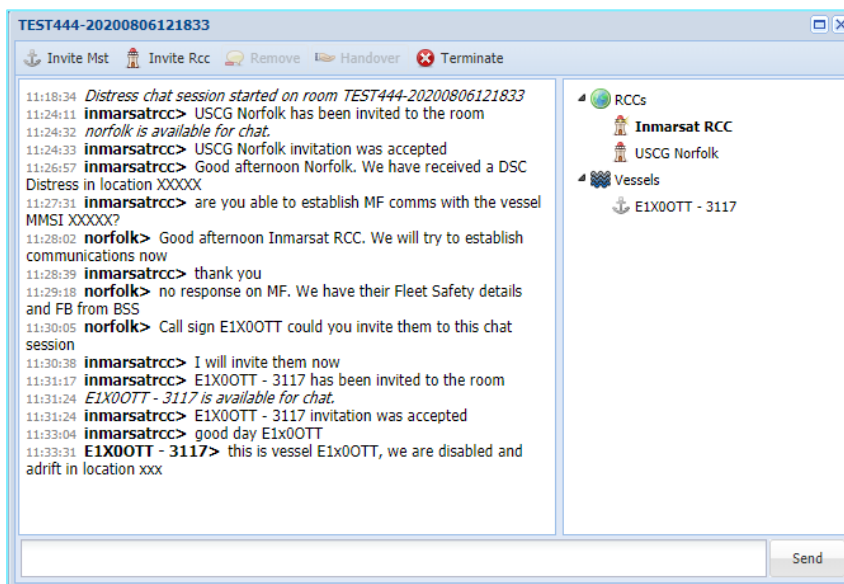 TEST444-20200806121833
Invite Mst Invite Rcc Remove Handover Terminate
11:18:34 Distress chat session started on room TEST444-20200806121833
11:24:11 inmarsatrcc> USCG Norfolk has been invited to the room
11:24:32 norfolk is available for chat.
11:24:33 inmarsatrcc> USCG Norfolk invitation was accepted
11:26:57 inmarsatrcc> Good afternoon Norfolk. We have received a DSC
Distress in location XXXXX
11:27:31 inmarsatrcc> are you able to establish MF comms with the vessel
MMSI XXXXX?
11:28:02 norfolk> Good afternoon Inmarsat RCC. We will try to establish
communications now
11:28:39 inmarsatrcc> thank you
11:29:18 norfolk> no response on MF. We have their Fleet Safety details
and FB from BSS
11:30:05 norfolk> Call sign E1X0OTT could you invite them to this chat
session
11:30:38 inmarsatrcc> I will invite them now
11:31:17 inmarsatrcc> E1X0OTT - 3117 has been invited to the room
11:31:24 E1X0OTT - 3117 is available for chat.
11:31:24 inmarsatrcc> E1X0OTT - 3117 invitation was accepted
11:33:04 inmarsatrcc> good day E1x0OTT
11:33:31 E1X0OTT - 3117> this is vessel E1x0OTT, we are disabled and
adrift in location xxx
RCCs
Inmarsat RCC
USCG Norfolk
Vessels
E1X0OTT - 3117
Send